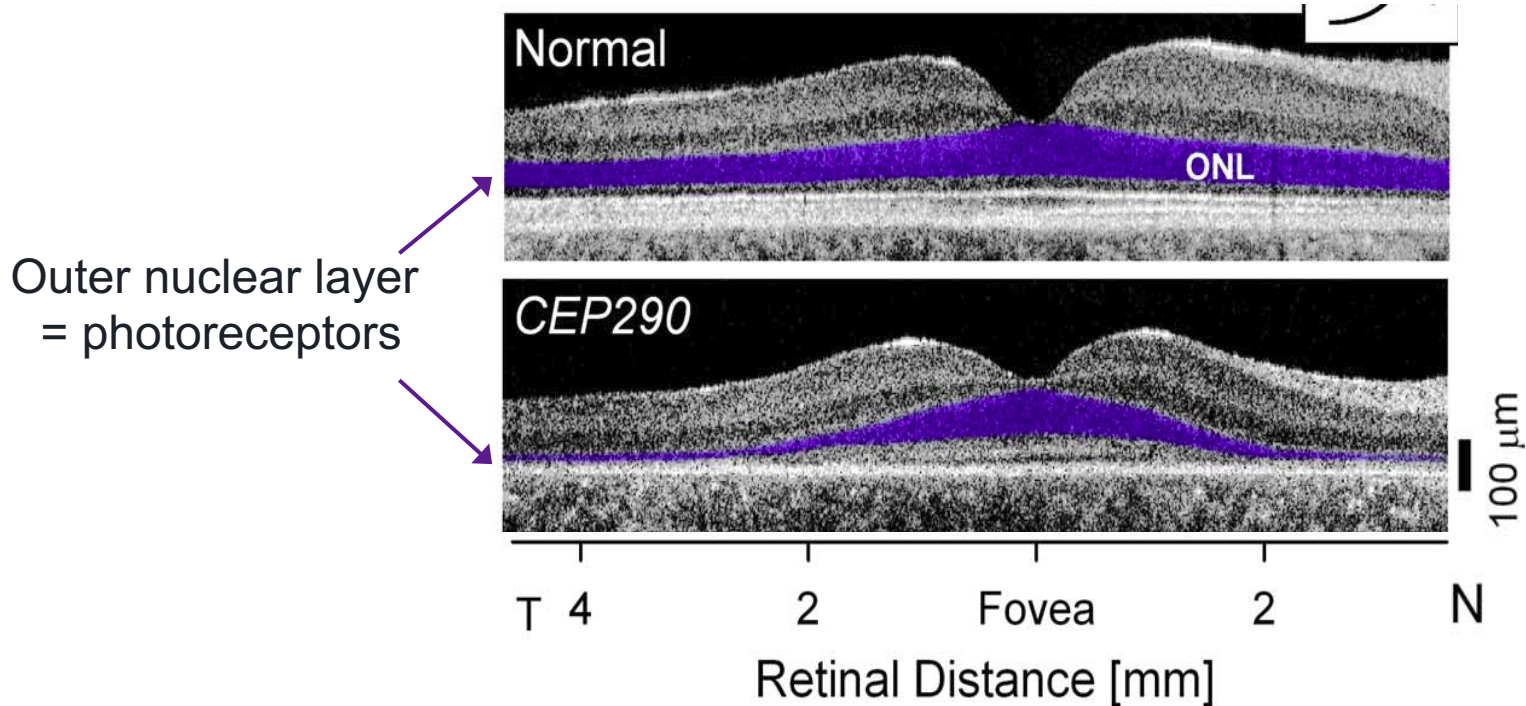 Normal
ONL
Outer nuclear layer
= photoreceptors
CEP290
100 μm
T 4 2 Fovea 2 N
Retinal Distance [mm]